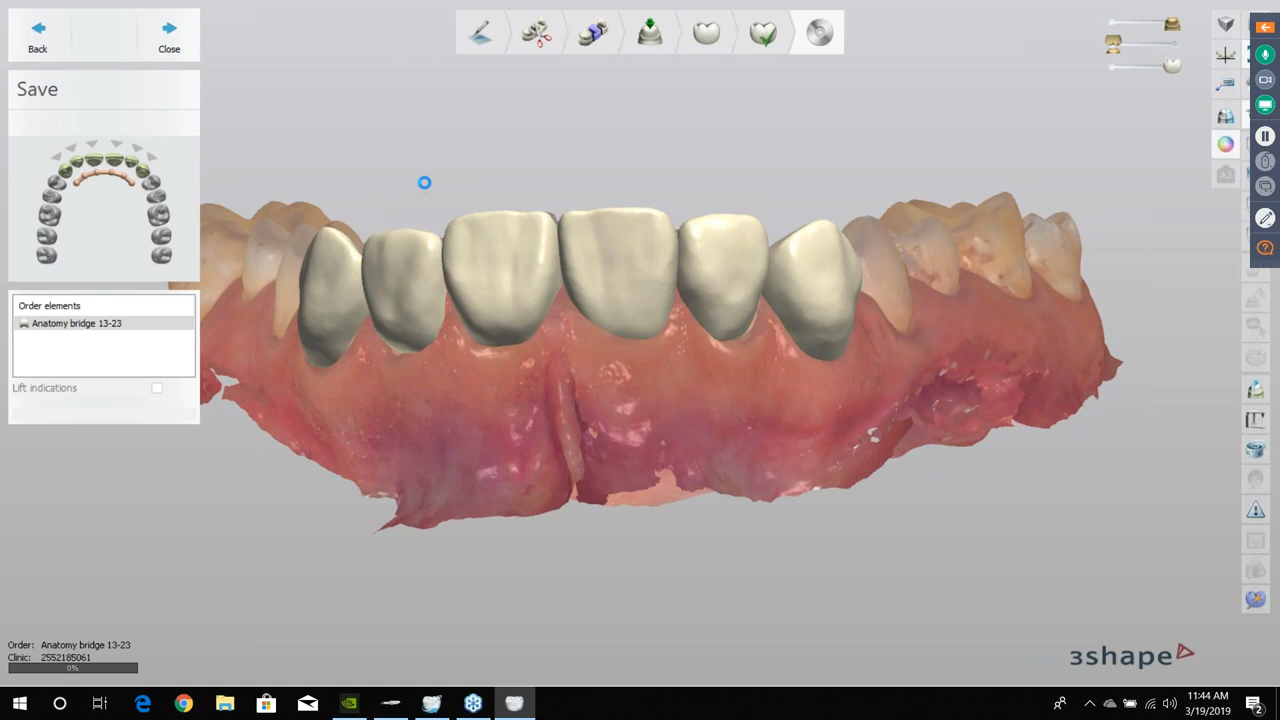 Back
Close
Save
Order elements
Anatomy bridge 13-23
Lift indications
Order: Anatomy bridge 13-23
Clinic: 2552185061
0%
3shape
11:44 AM
3/19/2019
2